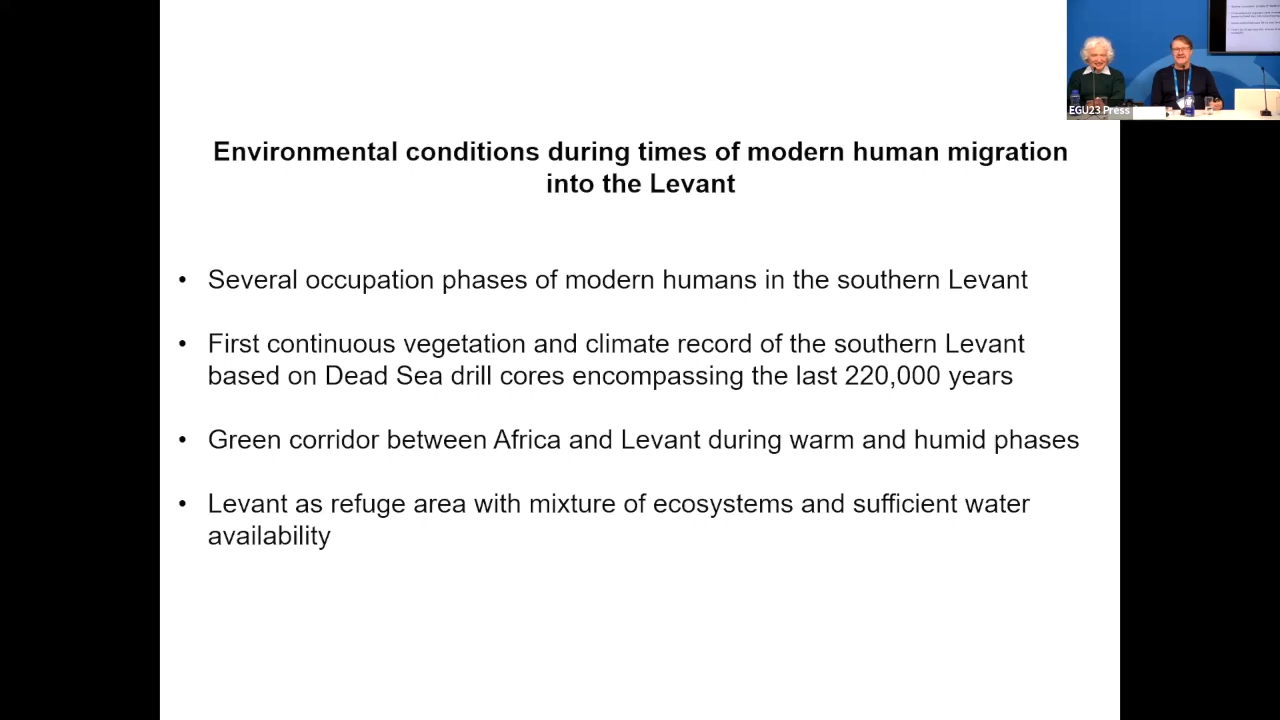 EGU23 Press
Environmental conditions during times of modern human migration
into the Levant
• Several occupation phases of modern humans in the southern Levant
• First continuous vegetation and climate record of the southern Levant
based on Dead Sea drill cores encompassing the last 220,000 years
• Green corridor between Africa and Levant during warm and humid phases
• Levant as refuge area with mixture of ecosystems and sufficient water
availability